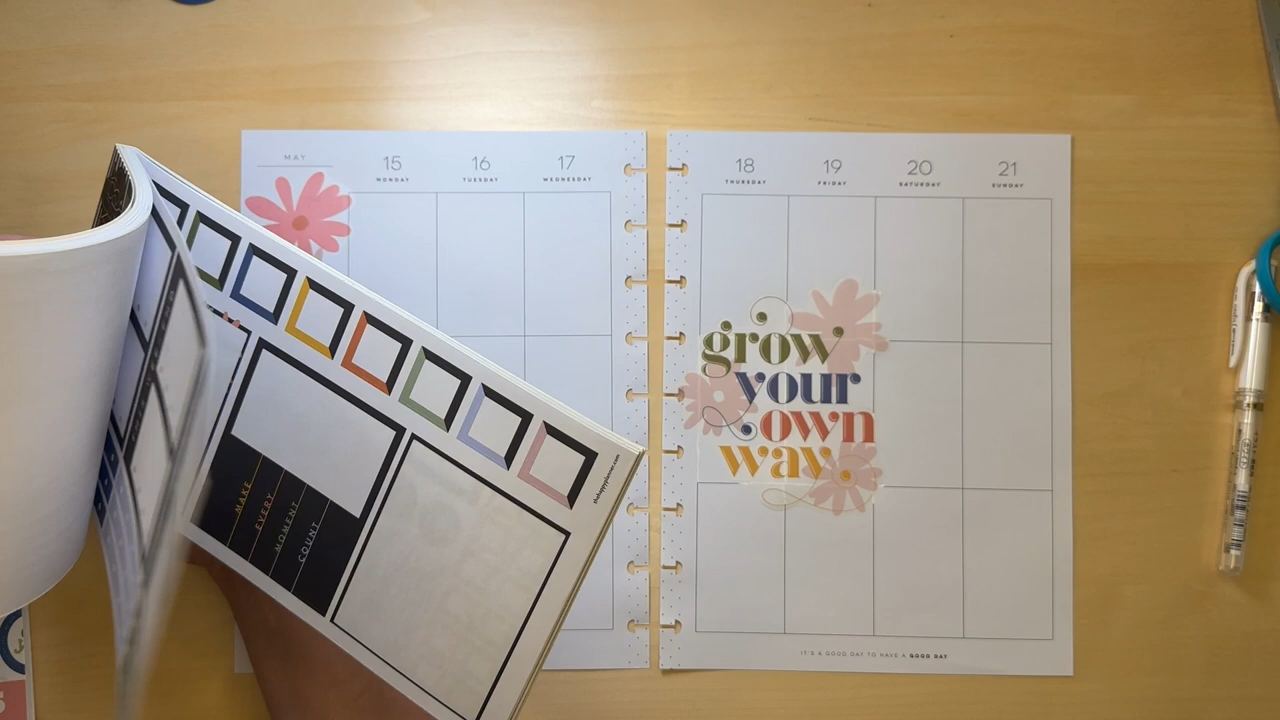 MAY
15
MONDAY
16
TUESDAY
17
WEDNESDAY
18
THURSDAY
19
FRIDAY
20
SATURDAY
21
SUNDAY
grow
your
own
way.
IT'S A GOOD DAY TO HAVE A GOOD DAY
MAKE
EVERY
MOMENT
COUNT
thehappyplanner.com